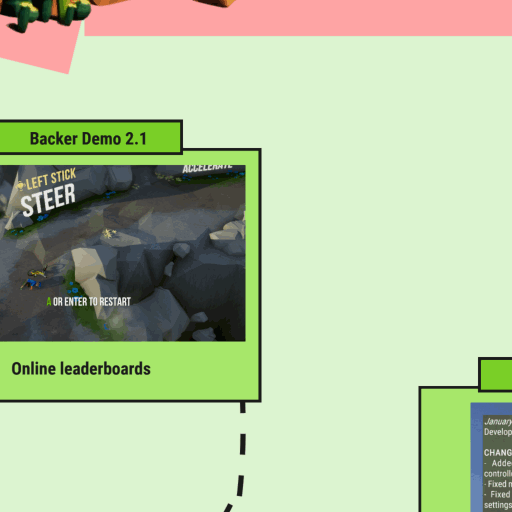 Backer Demo 2.1
ACCELERATE
LEFT STICK
STEER
A OR ENTER TO RESTART
Online leaderboards
January
Develop
CHANG
- Adde
controll
- Fixed
- Fixed
settings